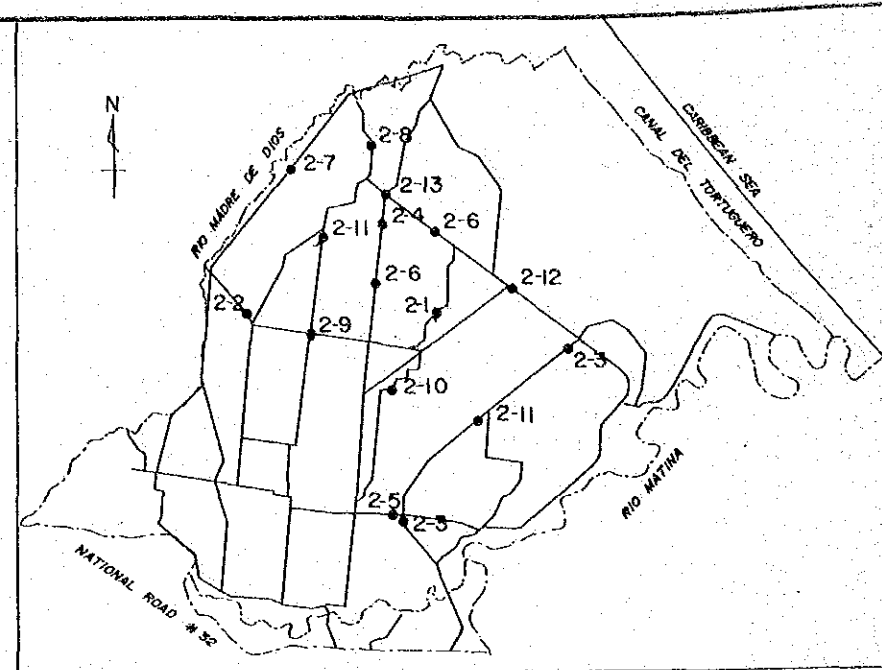 N
CARIBBEAN SEA
CANAL DEL TORTUGUERO
RIO MADRE DE DIOS
2-8
2-7
2-13
2-4
2-6
2-11
2-6
2-12
2-2
2-1
2-9
2-3
2-10
2-11
2-5
2-3
RIO MATINA
NATIONAL ROAD # 32